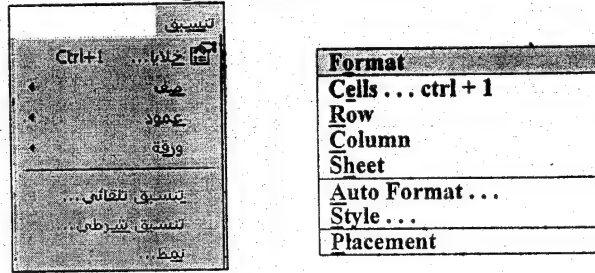 تنسيق
خلايا... Ctrl+1
صف
عمود
ورقة
تنسيق تلقائي...
تنسيق شرطي...
نمط...
Format
Cells . . . ctrl + 1
Row
Column
Sheet
Auto Format . . .
Style . . .
Placement